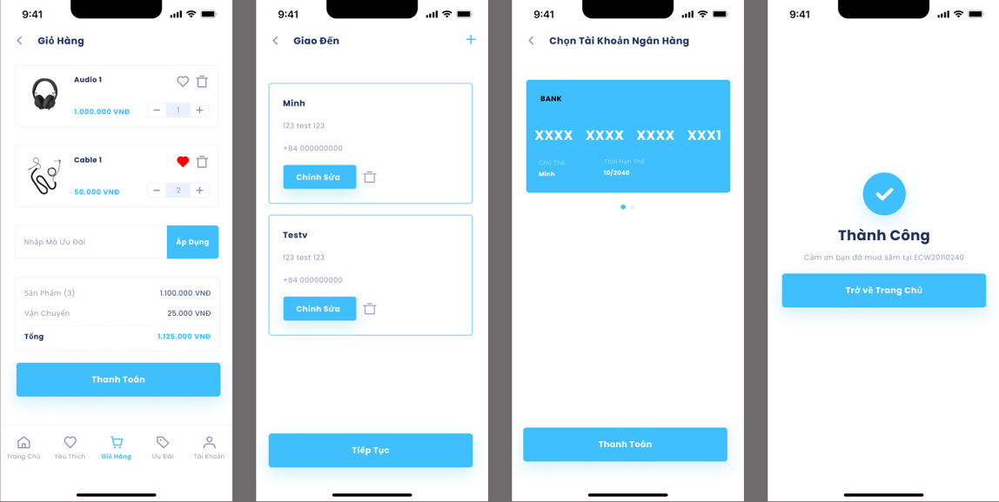 9:41
Giỏ Hàng
Audio 1
1.000.000 VNĐ
1
Cable 1
50.000 VNĐ
2
Nhập Mã Ưu Đãi
Áp Dụng
Sản Phẩm (3)
1.100.000 VNĐ
Vận Chuyển
25.000 VNĐ
Tổng
1.125.000 VNĐ
Thanh Toán
Trang Chủ
Yêu Thích
Giỏ Hàng
Ưu Đãi
Tài Khoản
9:41
Giao Đến
Minh
123 test 123
+84 000000000
Chỉnh Sửa
Testv
123 test 123
+84 000000000
Chỉnh Sửa
Tiếp Tục
9:41
Chọn Tài Khoản Ngân Hàng
BANK
XXXX XXXX XXXX XXX1
Chủ Thẻ
Thời Hạn Thẻ
Minh
10/2040
Thanh Toán
9:41
Thành Công
Cảm ơn bạn đã mua sắm tại ECW20110240
Trở về Trang Chủ